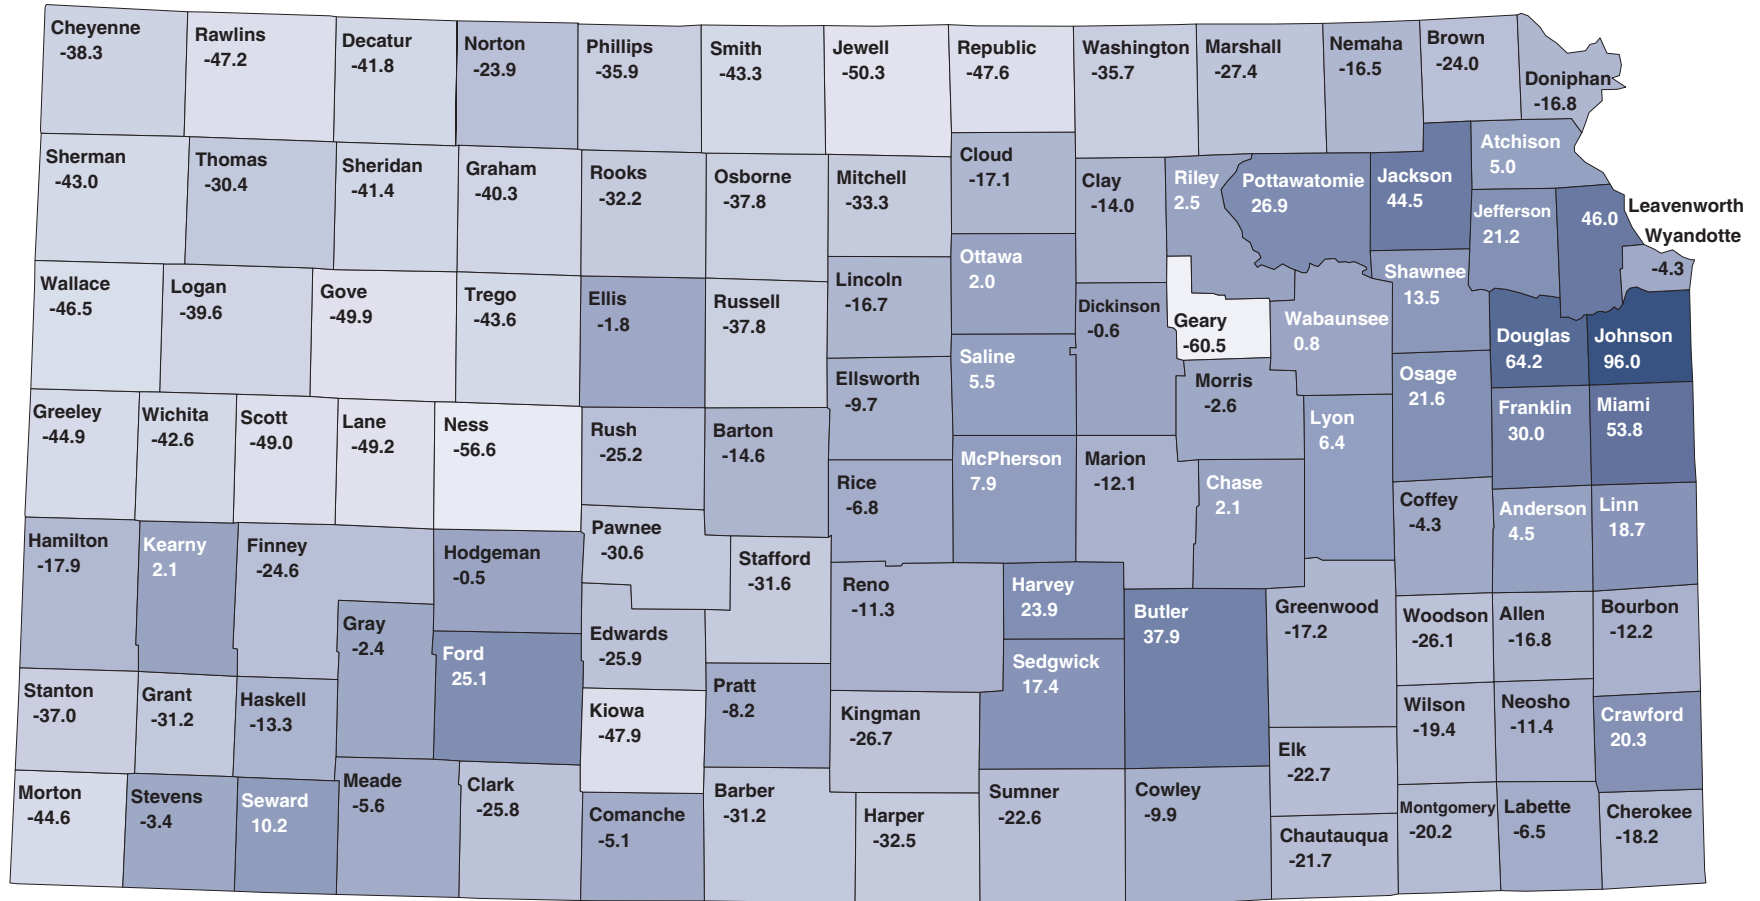 Cheyenne
-38.3
Rawlins
-47.2
Decatur
-41.8
Norton
-23.9
Phillips
-35.9
Smith
-43.3
Jewell
-50.3
Republic
-47.6
Washington
-35.7
Marshall
-27.4
Nemaha
-16.5
Brown
-24.0
Doniphan
-16.8
Sherman
-43.0
Thomas
-30.4
Sheridan
-41.4
Graham
-40.3
Rooks
-32.2
Osborne
-37.8
Mitchell
-33.3
Cloud
-17.1
Clay
-14.0
Riley
2.5
Pottawatomie
26.9
Jackson
44.5
Atchison
5.0
Jefferson
21.2
46.0
Leavenworth
Wyandotte
-4.3
Wallace
-46.5
Logan
-39.6
Gove
-49.9
Trego
-43.6
Ellis
-1.8
Russell
-37.8
Lincoln
-16.7
Ottawa
2.0
Dickinson
-0.6
Geary
-60.5
Wabaunsee
0.8
Shawnee
13.5
Douglas
64.2
Johnson
96.0
Ellsworth
-9.7
Saline
5.5
Morris
-2.6
Osage
21.6
Franklin
30.0
Miami
53.8
Greeley
-44.9
Wichita
-42.6
Scott
-49.0
Lane
-49.2
Ness
-56.6
Rush
-25.2
Barton
-14.6
Rice
-6.8
McPherson
7.9
Marion
-12.1
Chase
2.1
Lyon
6.4
Coffey
-4.3
Anderson
4.5
Linn
18.7
Hamilton
-17.9
Kearny
2.1
Finney
-24.6
Hodgeman
-0.5
Pawnee
-30.6
Stafford
-31.6
Reno
-11.3
Harvey
23.9
Butler
37.9
Greenwood
-17.2
Woodson
-26.1
Allen
-16.8
Bourbon
-12.2
Gray
-2.4
Ford
25.1
Edwards
-25.9
Sedgwick
17.4
Stanton
-37.0
Grant
-31.2
Haskell
-13.3
Kiowa
-47.9
Pratt
-8.2
Kingman
-26.7
Elk
-22.7
Wilson
-19.4
Neosho
-11.4
Crawford
20.3
Morton
-44.6
Stevens
-3.4
Seward
10.2
Meade
-5.6
Clark
-25.8
Comanche
-5.1
Barber
-31.2
Harper
-32.5
Sumner
-22.6
Cowley
-9.9
Chautauqua
-21.7
Montgomery
-20.2
Labette
-6.5
Cherokee
-18.2